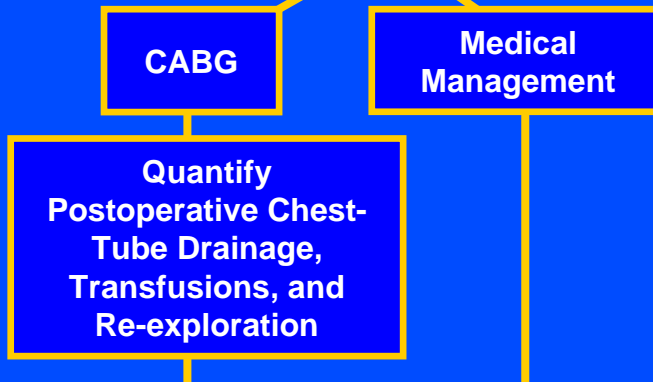 CABG
Medical
Management
Quantify
Postoperative Chest-
Tube Drainage,
Transfusions, and
Re-exploration